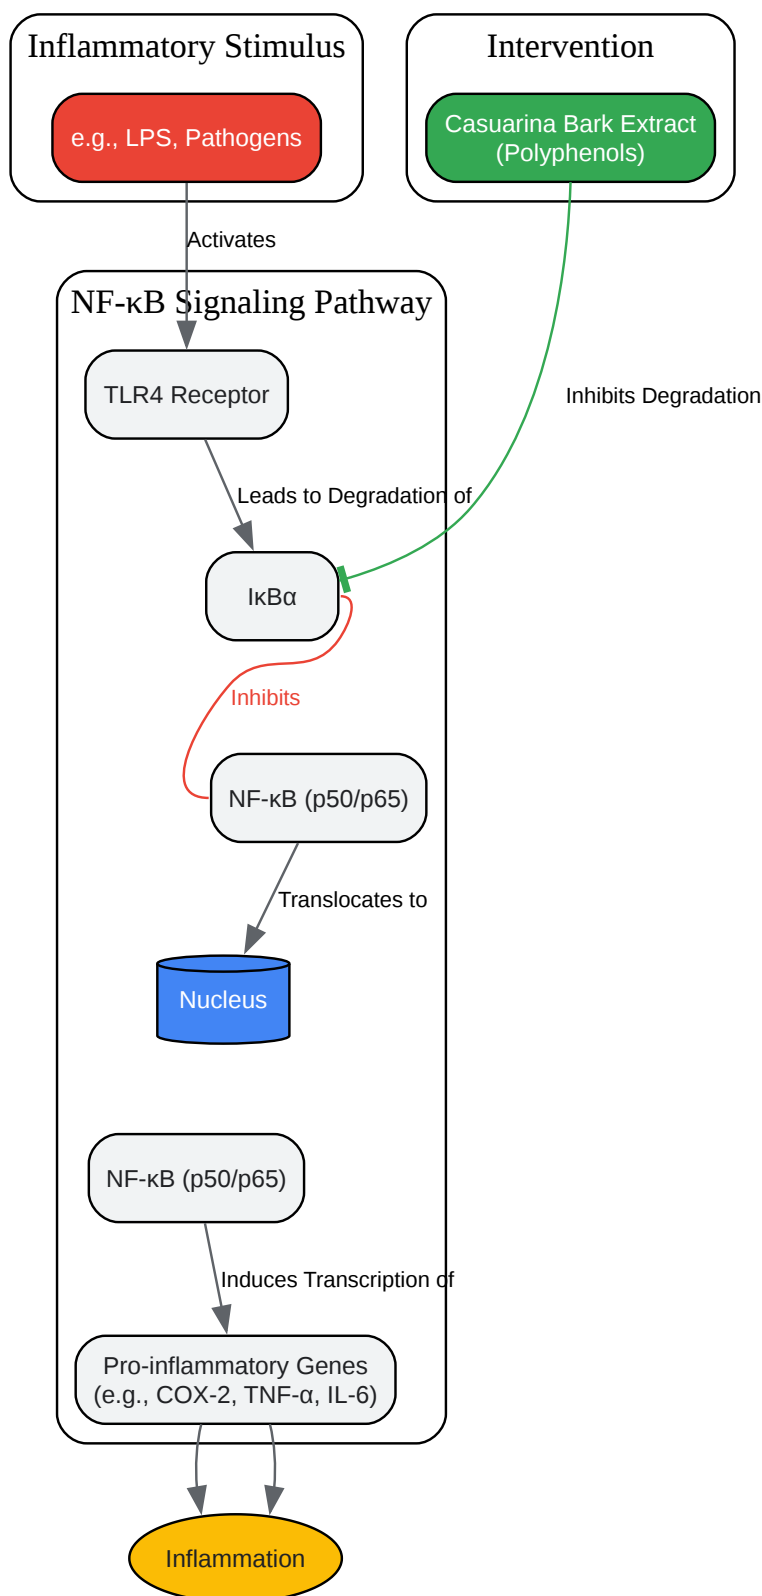 Inflammatory Stimulus
Intervention
e.g., LPS, Pathogens
Casuarina Bark Extract
(Polyphenols)
Activates
NF-κB Signaling Pathway
TLR4 Receptor
Inhibits Degradation
Leads to Degradation of
IκBα
Inhibits
NF-κB (p50/p65)
Translocates to
Nucleus
NF-κB (p50/p65)
Induces Transcription of
Pro-inflammatory Genes
(e.g., COX-2, TNF-α, IL-6)
Inflammation